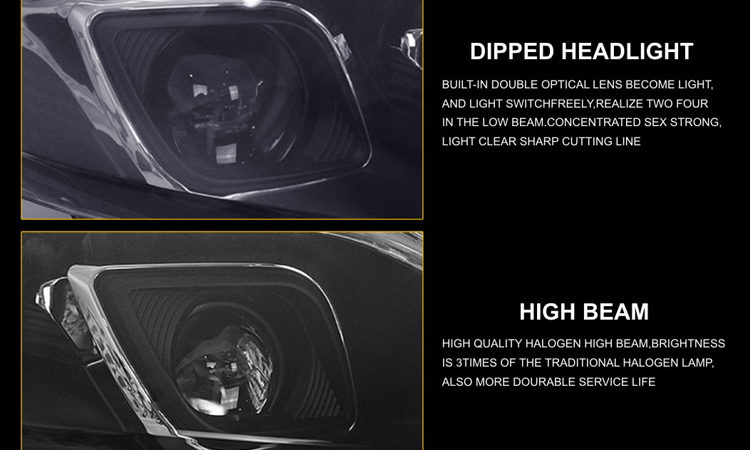 DIPPED HEADLIGHT
BUILT-IN DOUBLE OPTICAL LENS BECOME LIGHT,
AND LIGHT SWITCHFREELY,REALIZE TWO FOUR
IN THE LOW BEAM.CONCENTRATED SEX STRONG,
LIGHT CLEAR SHARP CUTTING LINE
HIGH BEAM
HIGH QUALITY HALOGEN HIGH BEAM,BRIGHTNESS
IS 3TIMES OF THE TRADITIONAL HALOGEN LAMP,
ALSO MORE DOURABLE SERVICE LIFE